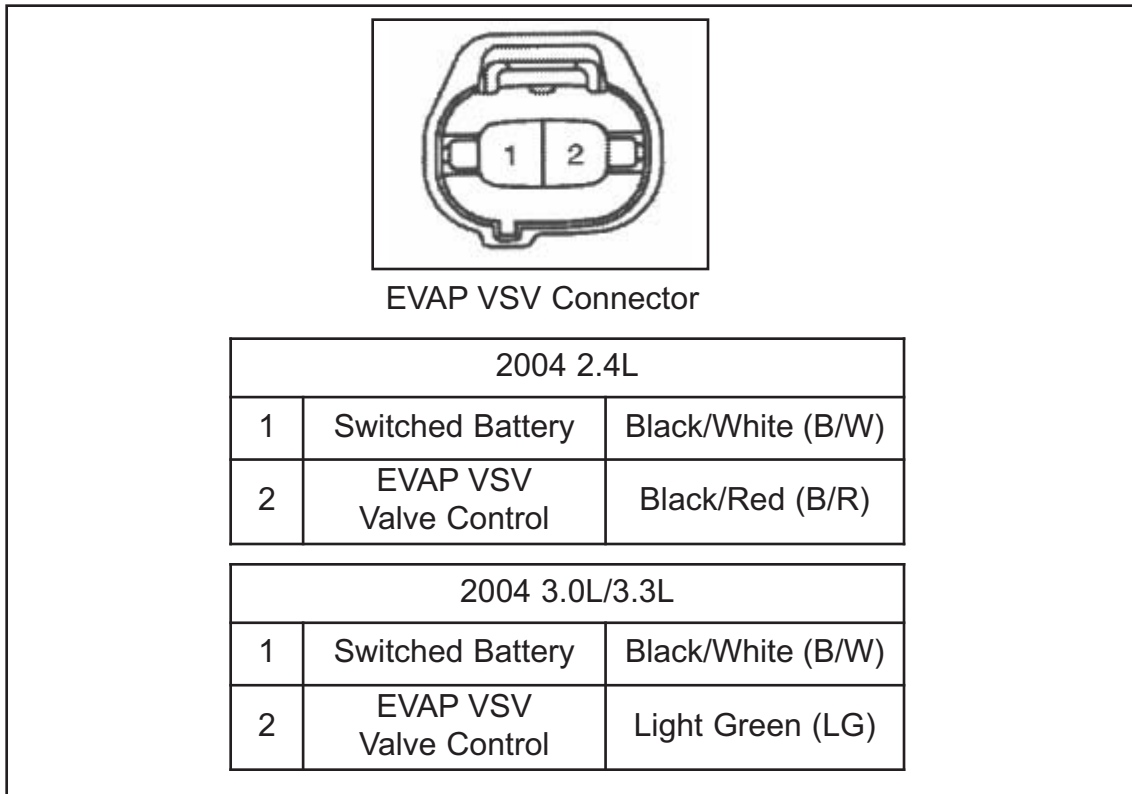 1 2
EVAP VSV Connector
2004 2.4L
1 Switched Battery Black/White (B/W)
2 EVAP VSV Valve Control Black/Red (B/R)
2004 3.0L/3.3L
1 Switched Battery Black/White (B/W)
2 EVAP VSV Valve Control Light Green (LG)